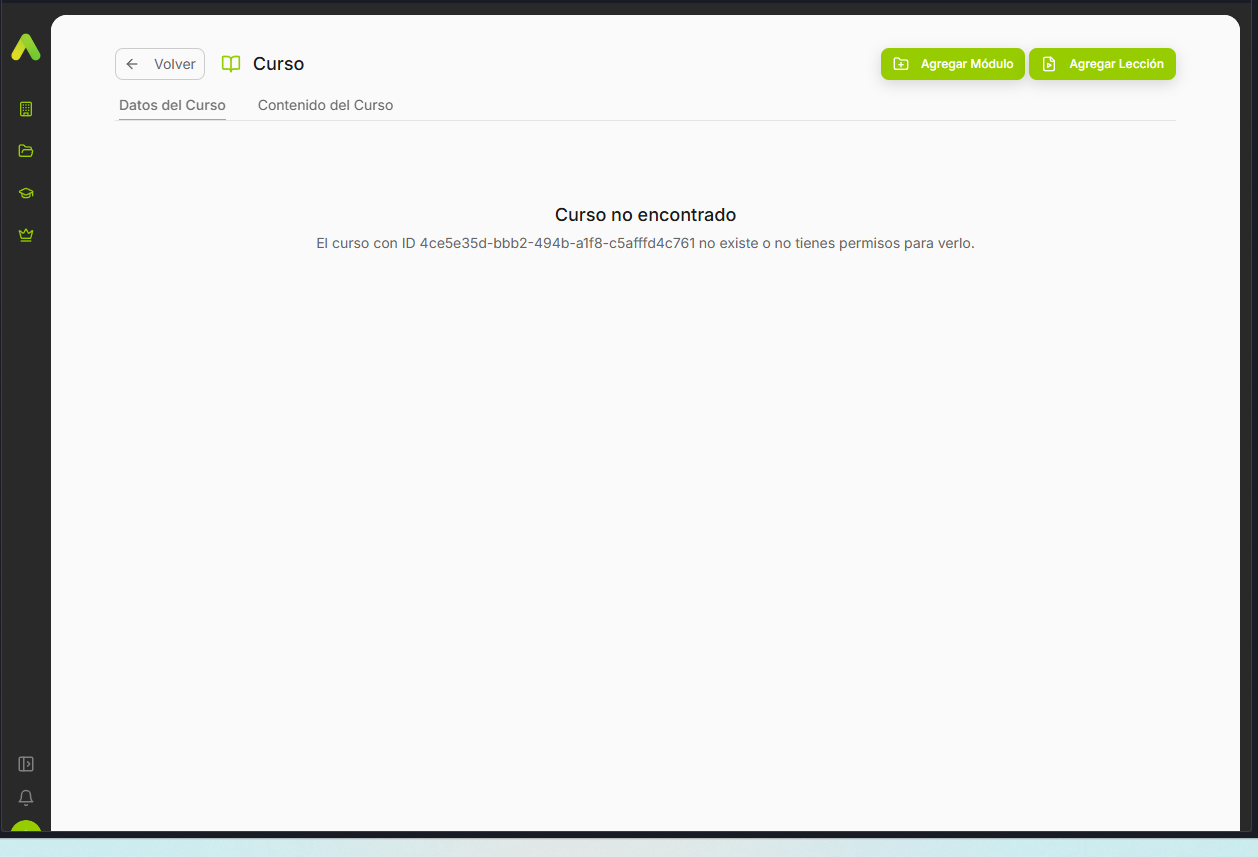 Volver
Curso
Agregar Módulo
Agregar Lección
Datos del Curso
Contenido del Curso
Curso no encontrado
El curso con ID 4ce5e35d-bbb2-494b-a1f8-c5afffd4c761 no existe o no tienes permisos para verlo.